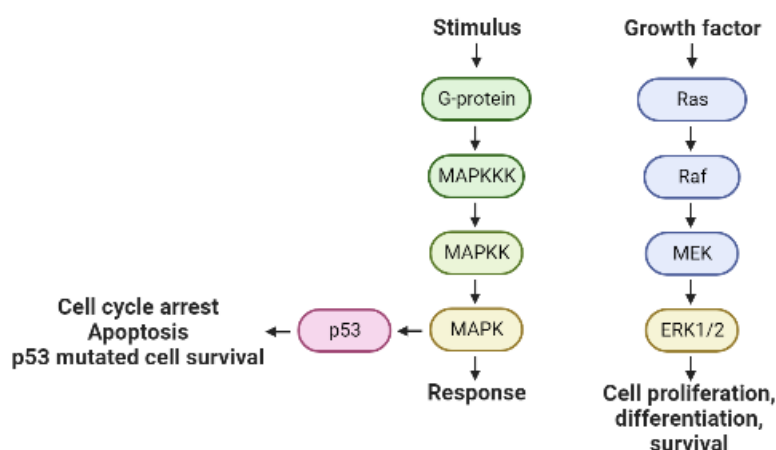 Stimulus
G-protein
MAPKKK
MAPKK
MAPK
Response
p53
Cell cycle arrest
Apoptosis
p53 mutated cell survival
Growth factor
Ras
Raf
MEK
ERK1/2
Cell proliferation,
differentiation,
survival